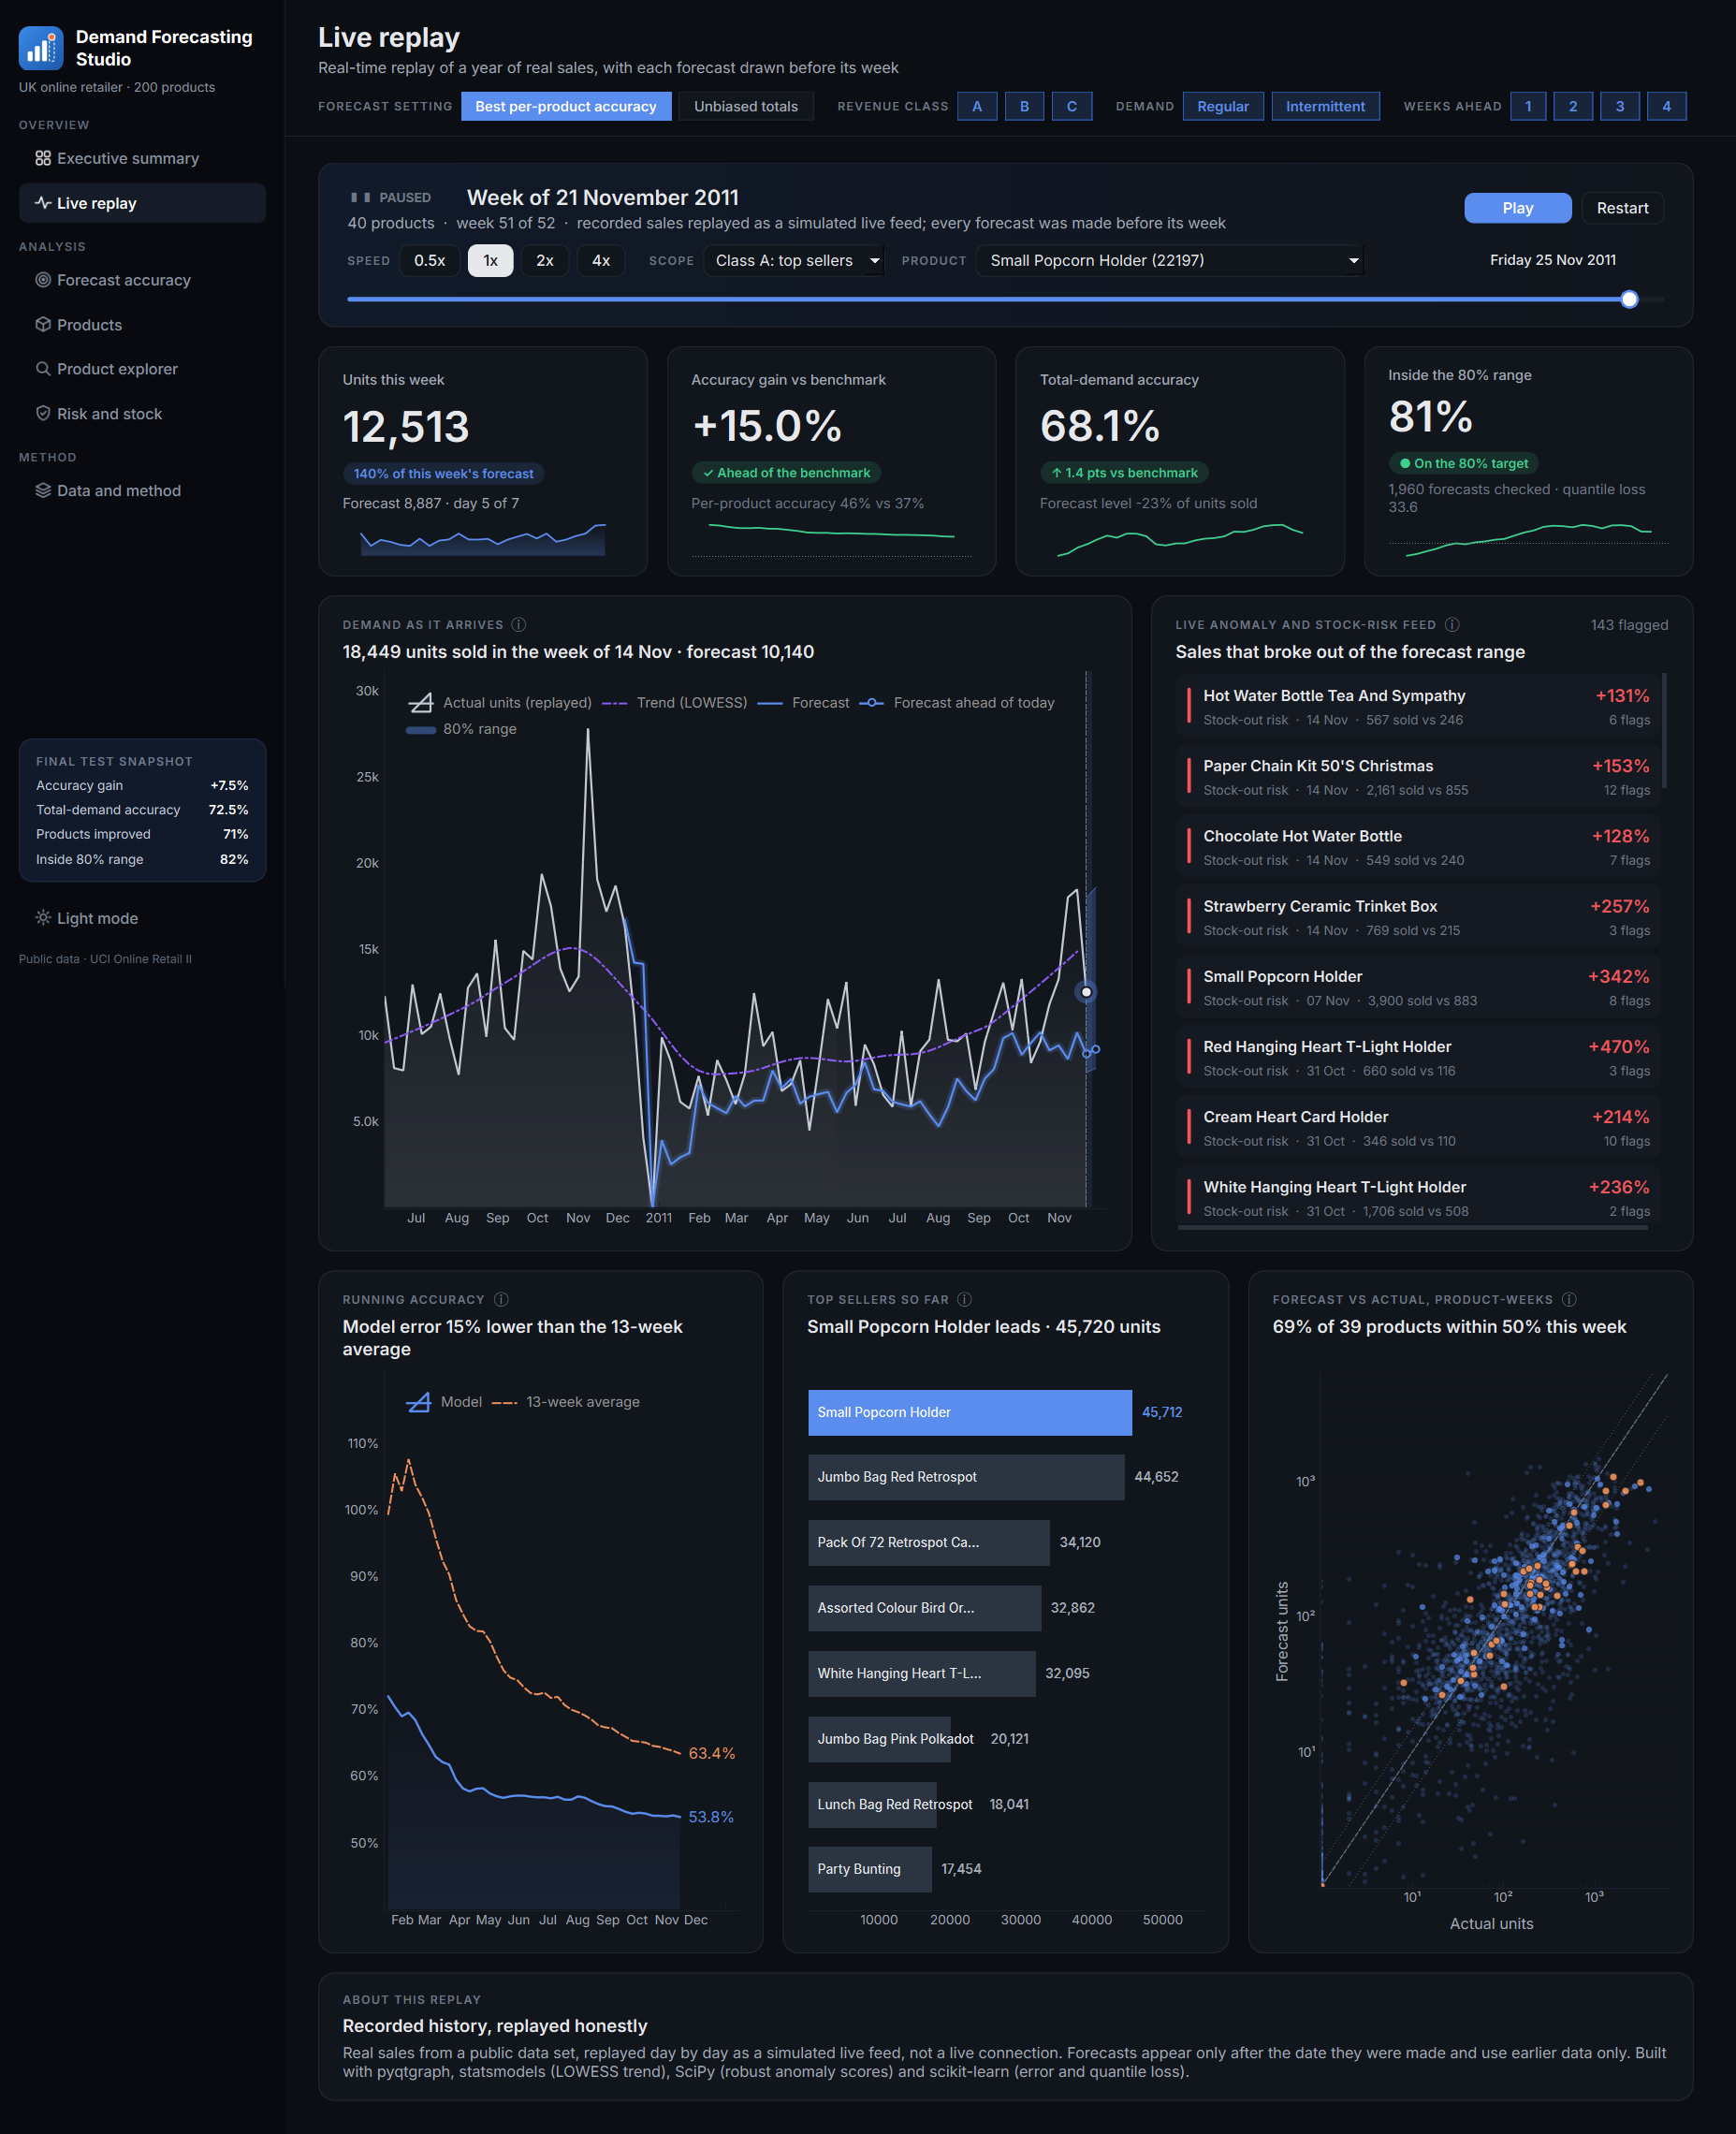 Demand Forecasting
Studio
UK online retailer · 200 products
OVERVIEW
Executive summary
Live replay
ANALYSIS
Forecast accuracy
Products
Product explorer
Risk and stock
METHOD
Data and method
FINAL TEST SNAPSHOT
Accuracy gain +7.5%
Total-demand accuracy 72.5%
Products improved 71%
Inside 80% range 82%
Light mode
Public data · UCI Online Retail II
Live replay
Real-time replay of a year of real sales, with each forecast drawn before its week
FORECAST SETTING Best per-product accuracy Unbiased totals REVENUE CLASS A B C DEMAND Regular Intermittent WEEKS AHEAD 1 2 3 4
PAUSED Week of 21 November 2011
40 products · week 51 of 52 · recorded sales replayed as a simulated live feed; every forecast was made before its week
Play Restart
SPEED 0.5x 1x 2x 4x SCOPE Class A: top sellers PRODUCT Small Popcorn Holder (22197) Friday 25 Nov 2011
Units this week
12,513
140% of this week's forecast
Forecast 8,887 · day 5 of 7
Accuracy gain vs benchmark
+15.0%
✓ Ahead of the benchmark
Per-product accuracy 46% vs 37%
Total-demand accuracy
68.1%
↑ 1.4 pts vs benchmark
Forecast level -23% of units sold
Inside the 80% range
81%
● On the 80% target
1,960 forecasts checked · quantile loss
33.6
DEMAND AS IT ARRIVES ⓘ
18,449 units sold in the week of 14 Nov · forecast 10,140
Actual units (replayed) Trend (LOWESS) Forecast Forecast ahead of today
80% range
30k
25k
20k
15k
10k
5.0k
Jul Aug Sep Oct Nov Dec 2011 Feb Mar Apr May Jun Jul Aug Sep Oct Nov
LIVE ANOMALY AND STOCK-RISK FEED ⓘ 143 flagged
Sales that broke out of the forecast range
Hot Water Bottle Tea And Sympathy +131%
Stock-out risk · 14 Nov · 567 sold vs 246 6 flags
Paper Chain Kit 50'S Christmas +153%
Stock-out risk · 14 Nov · 2,161 sold vs 855 12 flags
Chocolate Hot Water Bottle +128%
Stock-out risk · 14 Nov · 549 sold vs 240 7 flags
Strawberry Ceramic Trinket Box +257%
Stock-out risk · 14 Nov · 769 sold vs 215 3 flags
Small Popcorn Holder +342%
Stock-out risk · 07 Nov · 3,900 sold vs 883 8 flags
Red Hanging Heart T-Light Holder +470%
Stock-out risk · 31 Oct · 660 sold vs 116 3 flags
Cream Heart Card Holder +214%
Stock-out risk · 31 Oct · 346 sold vs 110 10 flags
White Hanging Heart T-Light Holder +236%
Stock-out risk · 31 Oct · 1,706 sold vs 508 2 flags
RUNNING ACCURACY ⓘ
Model error 15% lower than the 13-week
average
Model 13-week average
110%
100%
90%
80%
70%
60%
50%
63.4%
53.8%
Feb Mar Apr May Jun Jul Aug Sep Oct Nov Dec
TOP SELLERS SO FAR ⓘ
Small Popcorn Holder leads · 45,720 units
Small Popcorn Holder 45,712
Jumbo Bag Red Retrospot 44,652
Pack Of 72 Retrospot Ca... 34,120
Assorted Colour Bird Or... 32,862
White Hanging Heart T-L... 32,095
Jumbo Bag Pink Polkadot 20,121
Lunch Bag Red Retrospot 18,041
Party Bunting 17,454
10000 20000 30000 40000 50000
FORECAST VS ACTUAL, PRODUCT-WEEKS ⓘ
69% of 39 products within 50% this week
10³
10²
10¹
Forecast units
10¹ 10² 10³
Actual units
ABOUT THIS REPLAY
Recorded history, replayed honestly
Real sales from a public data set, replayed day by day as a simulated live feed, not a live connection. Forecasts appear only after the date they were made and use earlier data only. Built
with pyqtgraph, statsmodels (LOWESS trend), SciPy (robust anomaly scores) and scikit-learn (error and quantile loss).